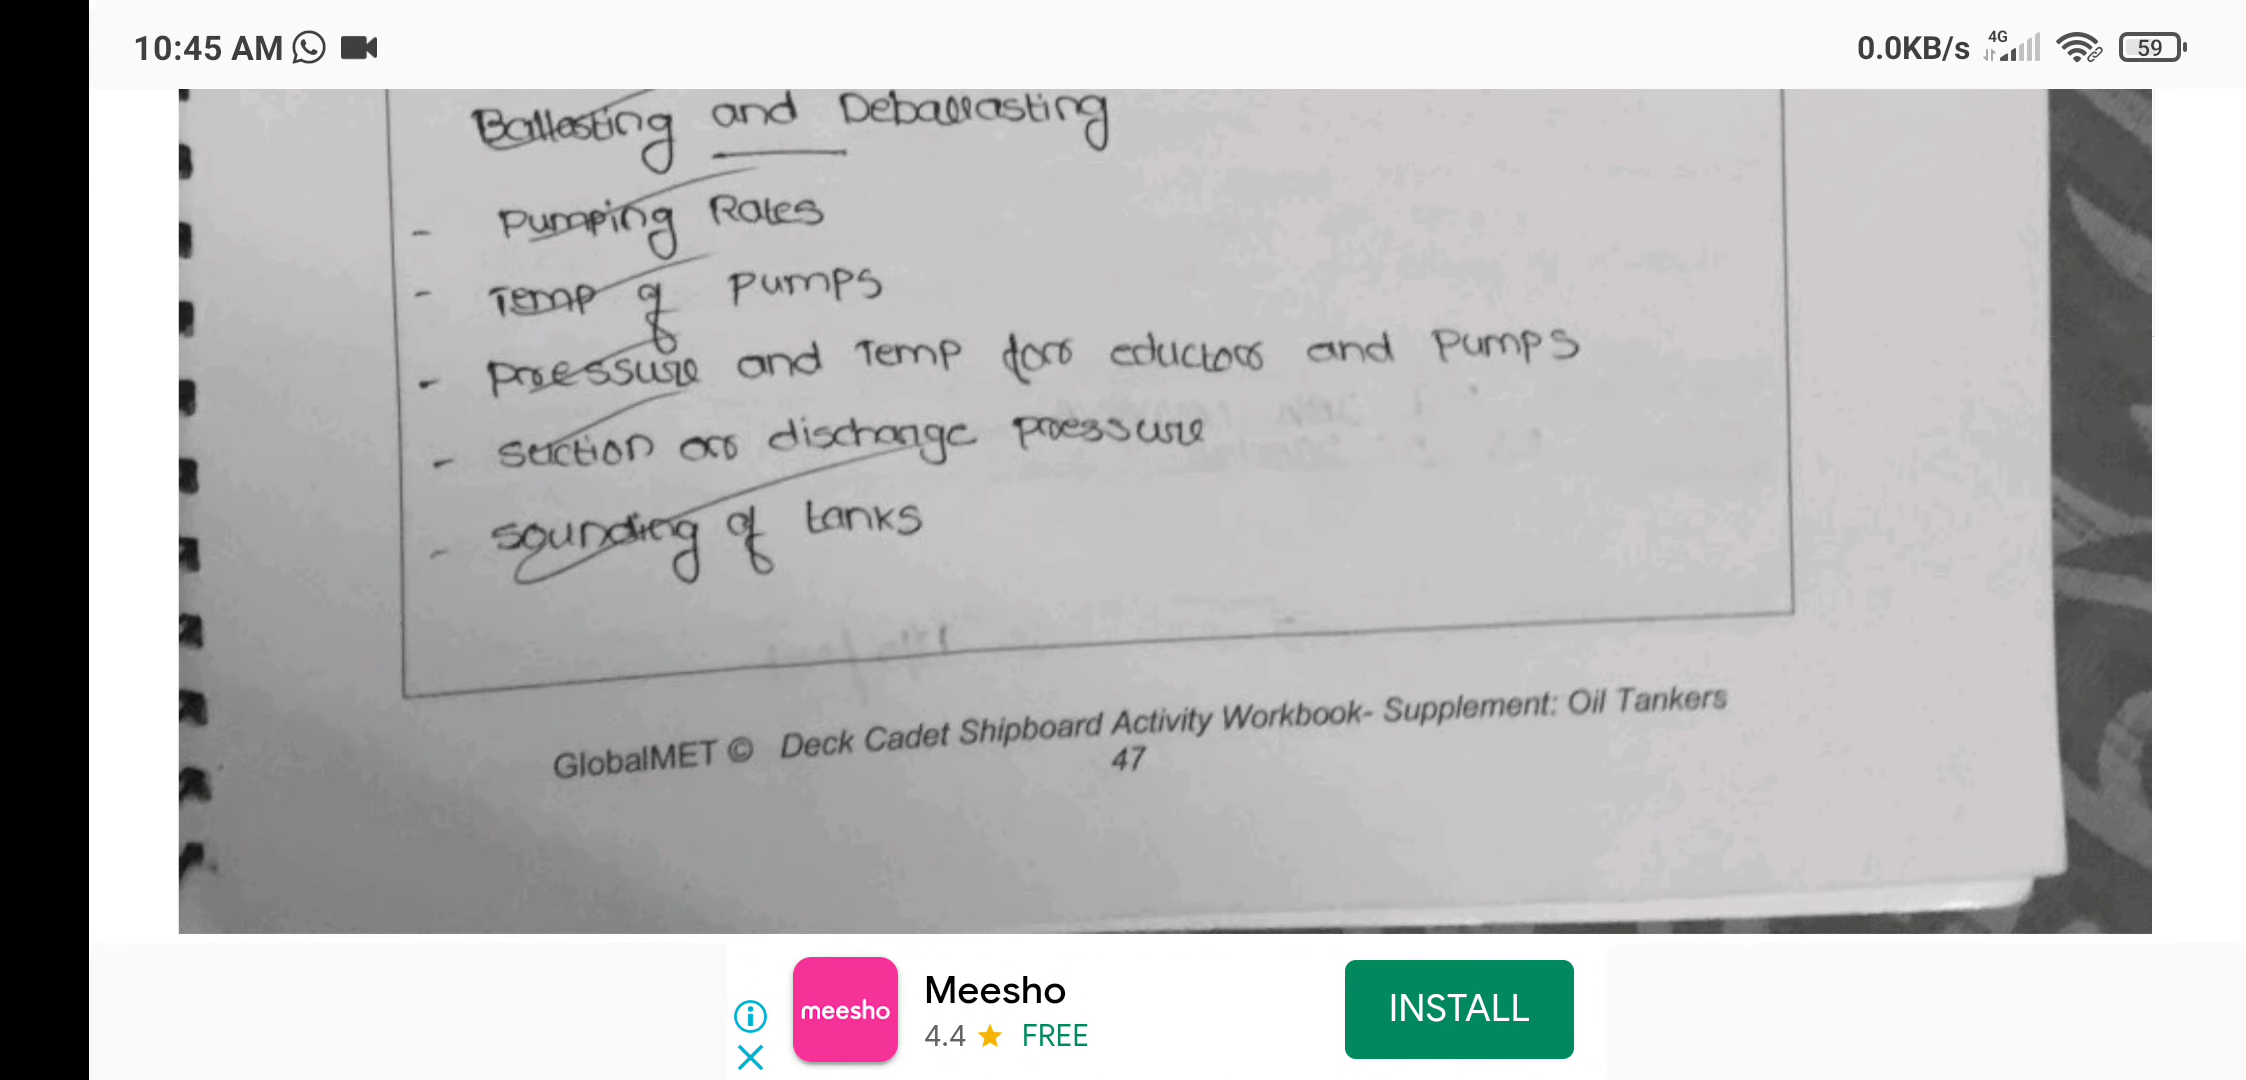 10:45 AM
0.0KB/s 4G 59
Ballasting and Deballasting
- Pumping Rates
- Temp of Pumps
- Pressure and Temp for eductors and Pumps
- Suction or discharge pressure
- sounding of tanks
GlobalMET © Deck Cadet Shipboard Activity Workbook- Supplement: Oil Tankers
47
meesho
Meesho
4.4 ★ FREE
INSTALL